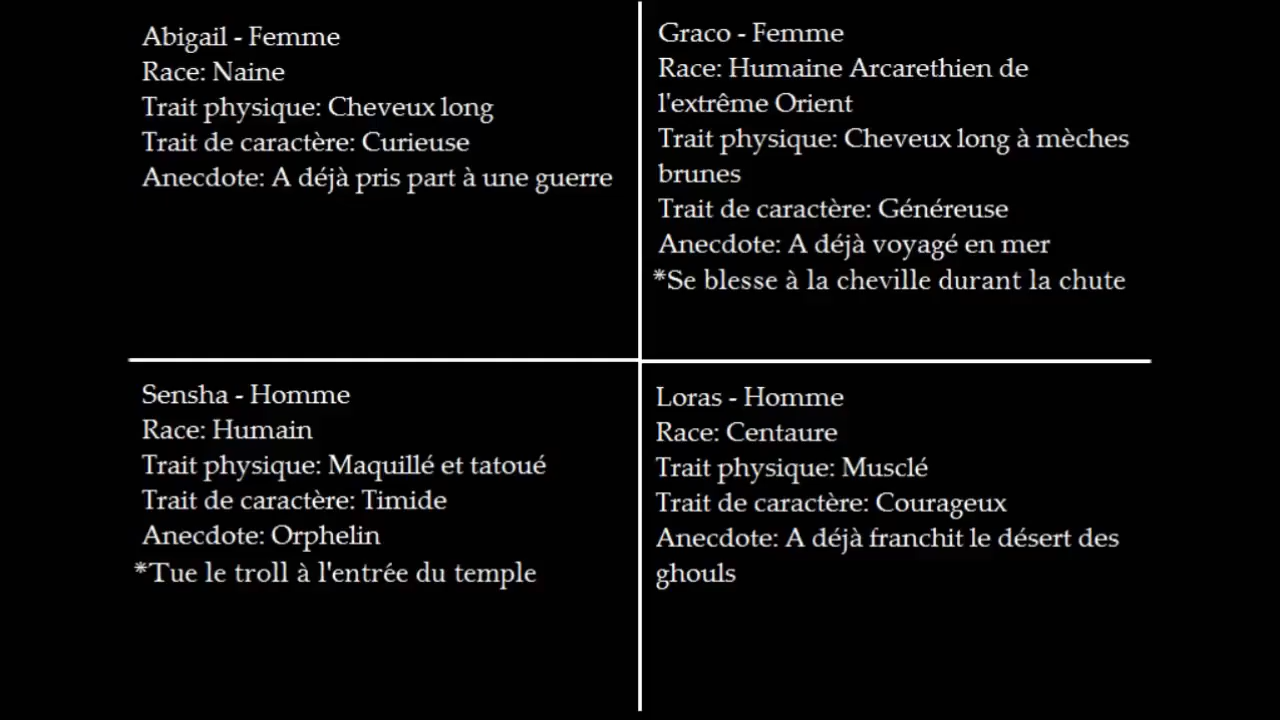 Abigail - Femme
Race: Naine
Trait physique: Cheveux long
Trait de caractère: Curieuse
Anecdote: A déjà pris part à une guerre
Graco - Femme
Race: Humaine Arcarethien de
l'extrême Orient
Trait physique: Cheveux long à mèches
brunes
Trait de caractère: Généreuse
Anecdote: A déjà voyagé en mer
*Se blesse à la cheville durant la chute
Sensha - Homme
Race: Humain
Trait physique: Maquillé et tatoué
Trait de caractère: Timide
Anecdote: Orphelin
*Tue le troll à l'entrée du temple
Loras - Homme
Race: Centaure
Trait physique: Musclé
Trait de caractère: Courageux
Anecdote: A déjà franchit le désert des
ghouls